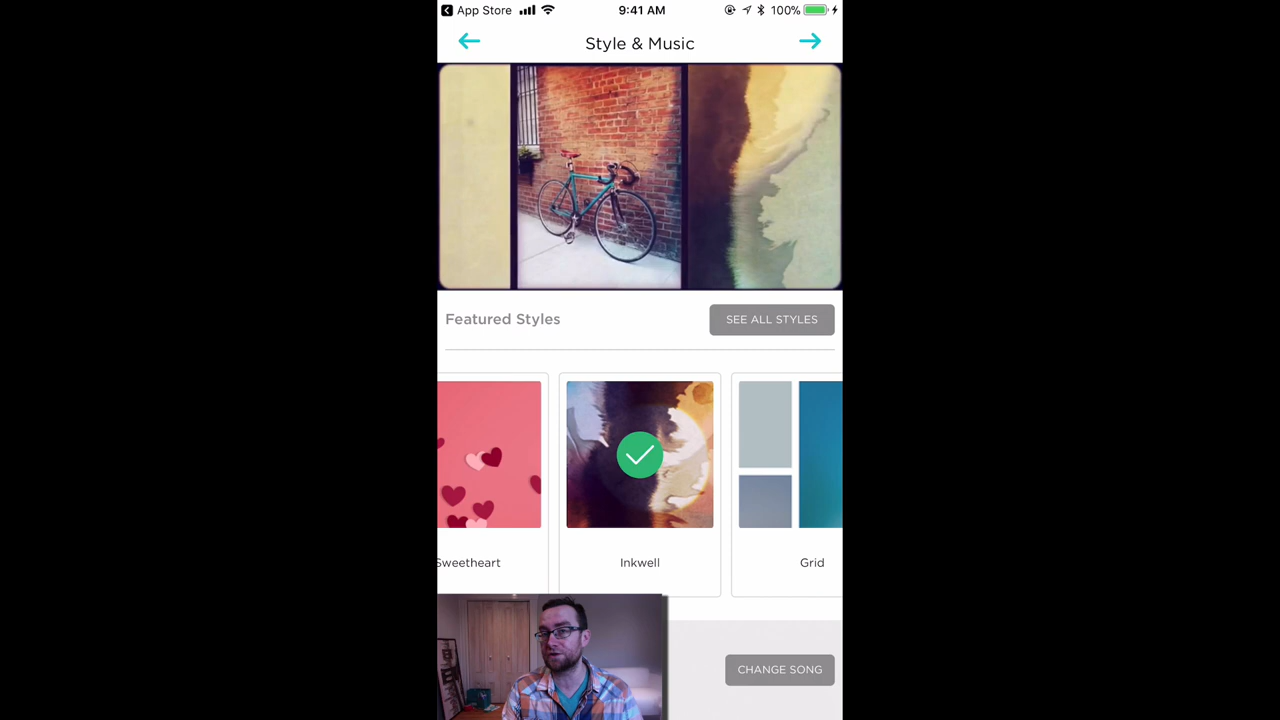 App Store 9:41 AM 100%
Style & Music
Featured Styles SEE ALL STYLES
Sweetheart Inkwell Grid
CHANGE SONG